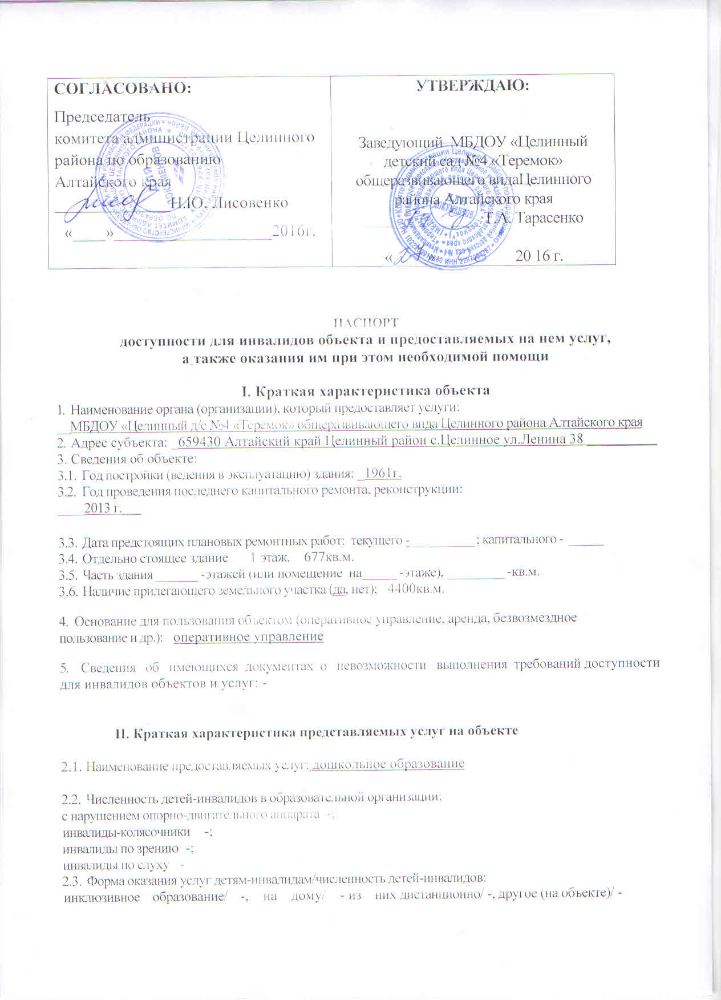 СОГЛАСОВАНО:
Председатель
комитета администрации Целинного
района по образованию
Алтайского края
Н.Ю. Лисовенко
«____»____________________2016г.
УТВЕРЖДАЮ:
Заведующий МБДОУ «Целинный
детский сад №4 «Теремок»
общеразвивающего видаЦелинного
района Алтайского края
Т.А. Тарасенко
« » 20 16 г.
ДЛЯ
ДОКУМЕНТОВ
ПАСПОРТ
доступности для инвалидов объекта и предоставляемых на нем услуг,
а также оказания им при этом необходимой помощи
I. Краткая характеристика объекта
1. Наименование органа (организации), который предоставляет услуги:
__МБДОУ «Целинный д/с №4 «Теремок» общеразвивающего вида Целинного района Алтайского края
2. Адрес субъекта: _659430 Алтайский край Целинный район с.Целинное ул.Ленина 38__________
3. Сведения об объекте:
3.1. Год постройки (ведения в эксплуатацию) здания: _1961г.
3.2. Год проведения последнего капитального ремонта, реконструкции:
____2013 г.___
3.3. Дата предстоящих плановых ремонтных работ: текущего -__________; капитального - ______
3.4. Отдельно стоящее здание 1 этаж, 677кв.м.
3.5. Часть здания _______ -этажей (или помещение на______ -этаже), _________ -кв.м.
3.6. Наличие прилегающего земельного участка (да, нет); 4400кв.м.
4. Основание для пользования объектом (оперативное управление, аренда, безвозмездное
пользование и др.): оперативное управление
5. Сведения об имеющихся документах о невозможности выполнения требований доступности
для инвалидов объектов и услуг: -
II. Краткая характеристика представляемых услуг на объекте
2.1. Наименование предоставляемых услуг: дошкольное образование
2.2. Численность детей-инвалидов в образовательной организации:
с нарушением опорно-двигательного аппарата -;
инвалиды-колясочники -;
инвалиды по зрению -;
инвалиды по слуху -
2.3. Форма оказания услуг детям-инвалидам/численность детей-инвалидов:
инклюзивное образование/ -, на дому/ - из них дистанционно/ -, другое (на объекте)/ -